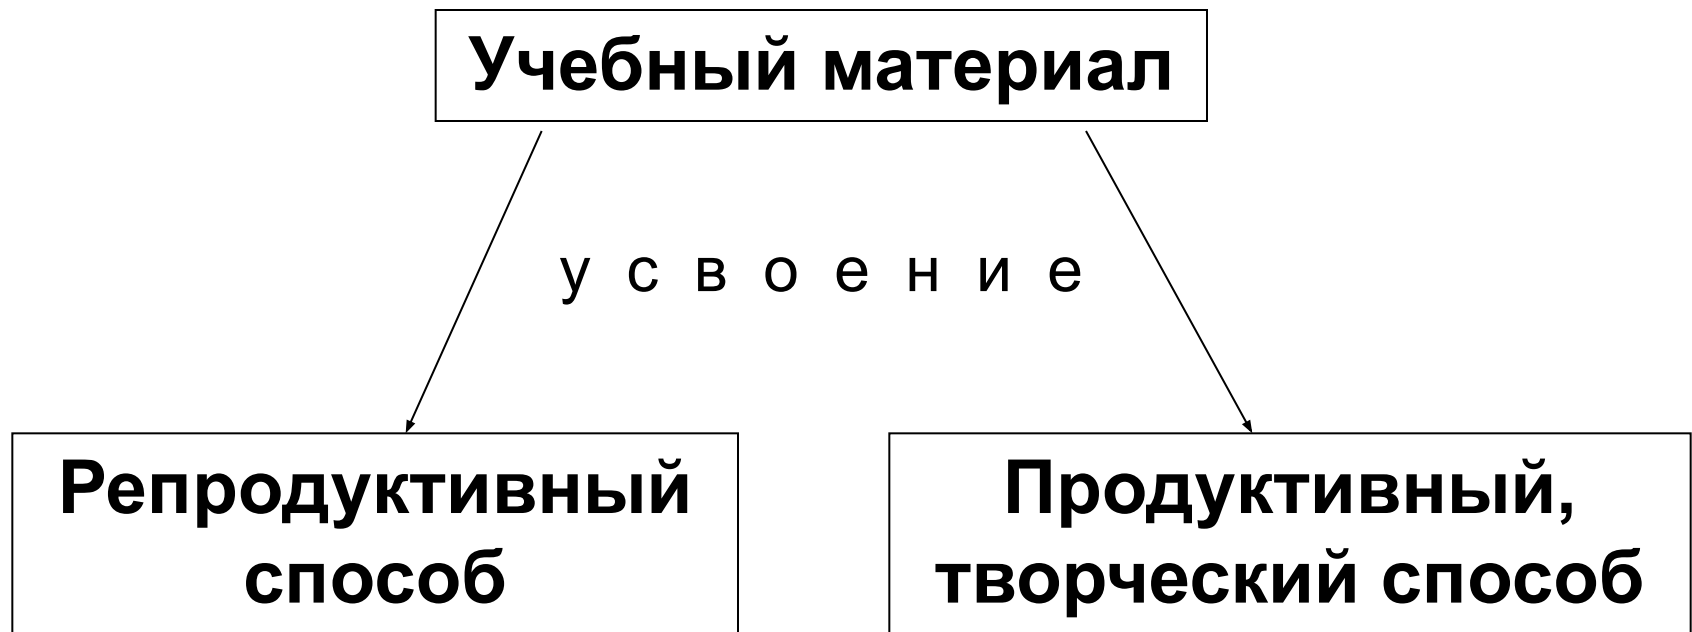 Учебный материал
у с в о е н и е
Репродуктивный
способ
Продуктивный,
творческий способ